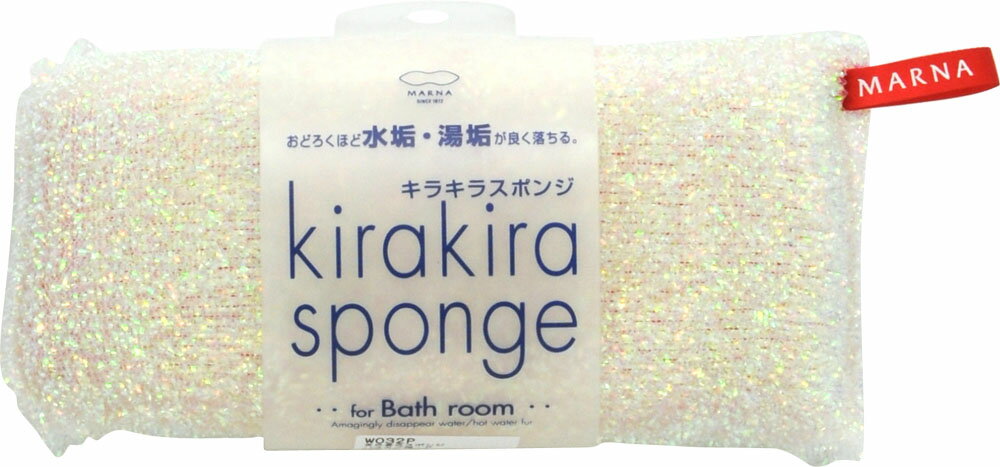 MARNA
SINCE 1872
おどろくほど水垢・湯垢が良く落ちる。
キラキラスポンジ
kirakira
sponge
・・for Bath room・・
Amagingly disappear water/hot water fur
W032P
MARNA